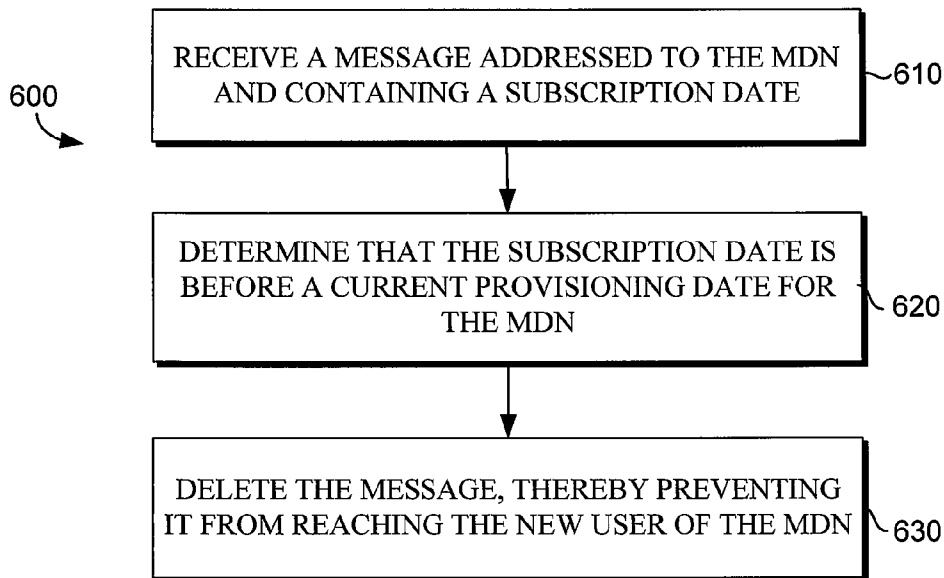 600
RECEIVE A MESSAGE ADDRESSED TO THE MDN
AND CONTAINING A SUBSCRIPTION DATE
610
DETERMINE THAT THE SUBSCRIPTION DATE IS
BEFORE A CURRENT PROVISIONING DATE FOR
THE MDN
620
DELETE THE MESSAGE, THEREBY PREVENTING
IT FROM REACHING THE NEW USER OF THE MDN
630